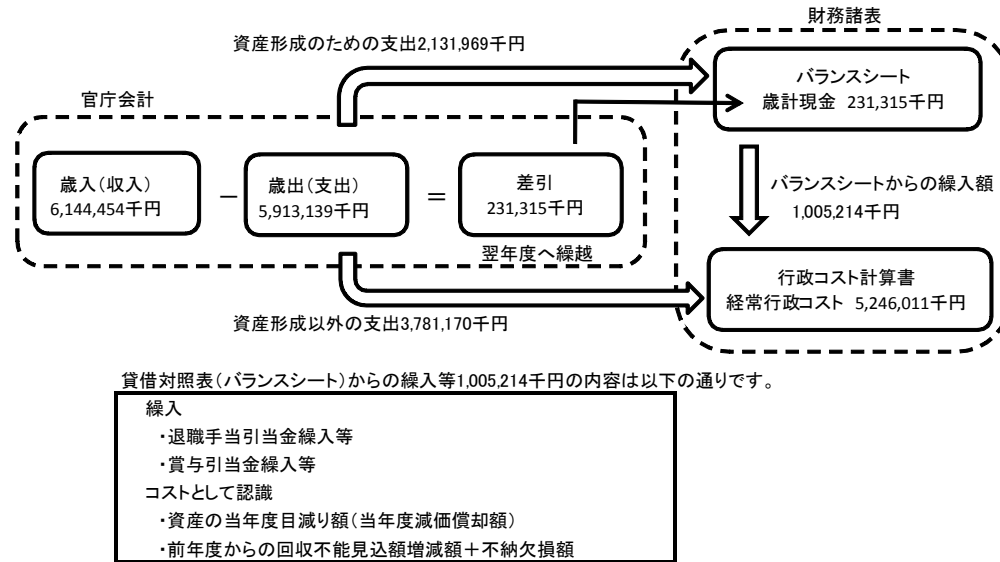 財務諸表
資産形成のための支出2,131,969千円
バランスシート
歳計現金 231,315千円
官庁会計
歳入(収入)
6,144,454千円
－
歳出(支出)
5,913,139千円
＝
差引
231,315千円
翌年度へ繰越
バランスシートからの繰入額
1,005,214千円
行政コスト計算書
経常行政コスト 5,246,011千円
資産形成以外の支出3,781,170千円
貸借対照表(バランスシート)からの繰入等1,005,214千円の内容は以下の通りです。
繰入
・退職手当引当金繰入等
・賞与引当金繰入等
コストとして認識
・資産の当年度目減り額(当年度減価償却額)
・前年度からの回収不能見込額増減額＋不納欠損額